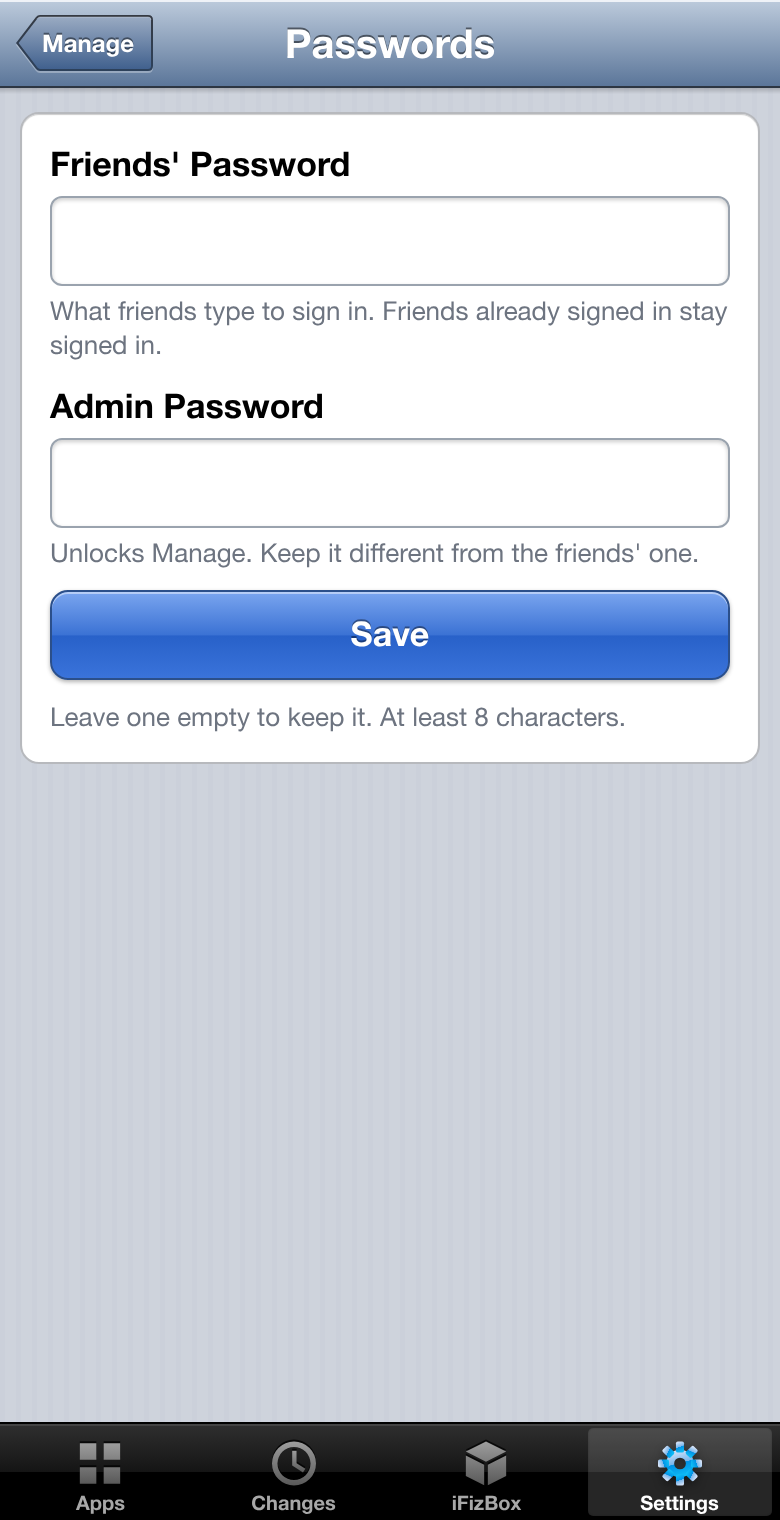 Manage
Passwords
Friends' Password
What friends type to sign in. Friends already signed in stay
signed in.
Admin Password
Unlocks Manage. Keep it different from the friends' one.
Save
Leave one empty to keep it. At least 8 characters.
Apps
Changes
iFizBox
Settings